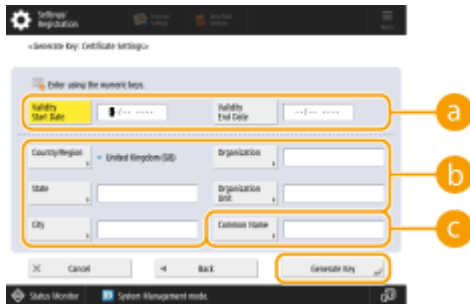 Settings/
Registration
<Generate Key: Certificate Settings>
Enter using the numeric keys.
Validity
Start Date
Validity
End Date
a
Country/Region
United Kingdom (GB)
Organization
State
Organization
Unit
b
City
Common Name
c
Cancel
Back
Generate Key
Status Monitor
System Management mode.